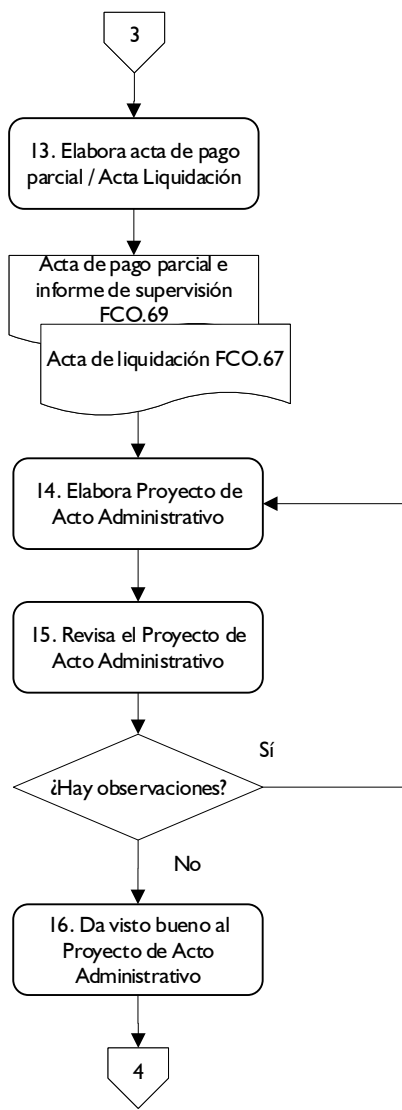 3
13. Elabora acta de pago
parcial / Acta Liquidación
Acta de pago parcial e
informe de supervisión
FCO.69
Acta de liquidación FCO.67
14. Elabora Proyecto de
Acto Administrativo
15. Revisa el Proyecto de
Acto Administrativo
Sí
¿Hay observaciones?
No
16. Da visto bueno al
Proyecto de Acto
Administrativo
4